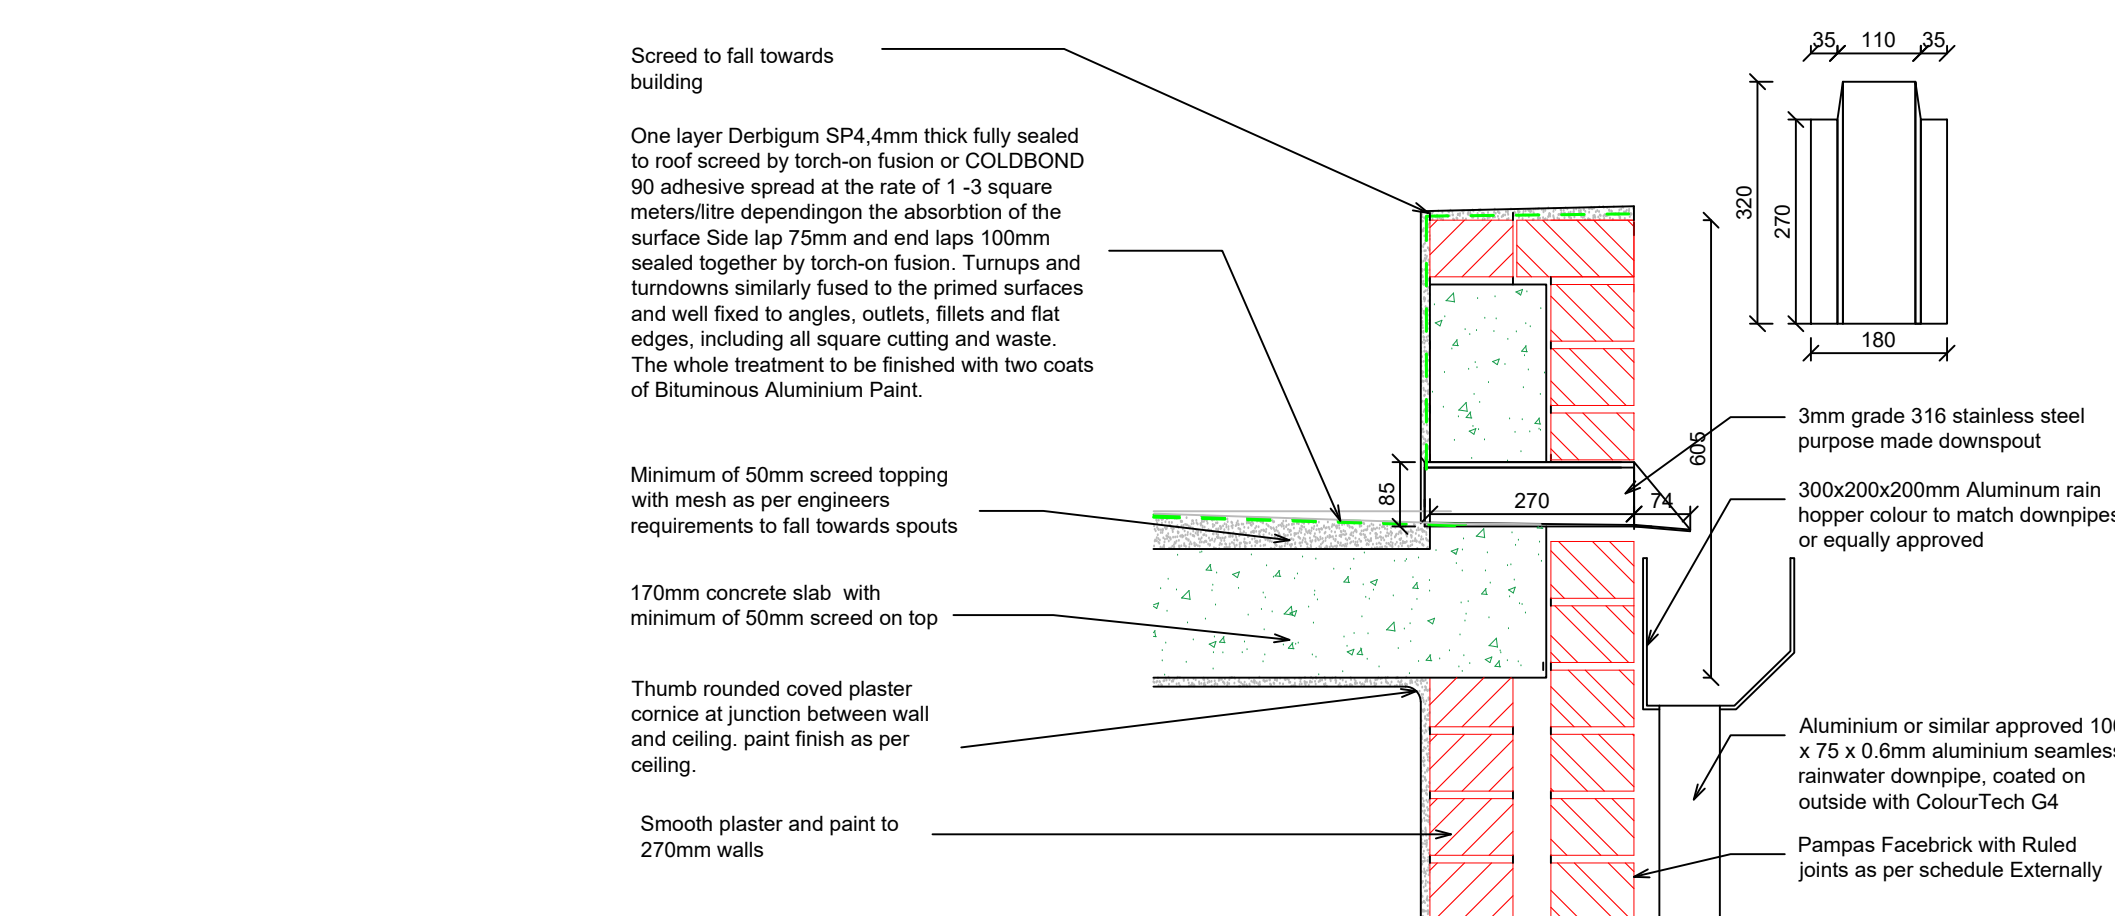 Screed to fall towards
building
One layer Derbigum SP4,4mm thick fully sealed
to roof screed by torch-on fusion or COLDBOND
90 adhesive spread at the rate of 1 -3 square
meters/litre dependingon the absorbtion of the
surface Side lap 75mm and end laps 100mm
sealed together by torch-on fusion. Turnups and
turndowns similarly fused to the primed surfaces
and well fixed to angles, outlets, fillets and flat
edges, including all square cutting and waste.
The whole treatment to be finished with two coats
of Bituminous Aluminium Paint.
Minimum of 50mm screed topping
with mesh as per engineers
requirements to fall towards spouts
170mm concrete slab  with
minimum of 50mm screed on top
Thumb rounded coved plaster
cornice at junction between wall
and ceiling. paint finish as per
ceiling.
Smooth plaster and paint to
270mm walls
85
270
74
605
35 110 35
320
270
180
3mm grade 316 stainless steel
purpose made downspout
300x200x200mm Aluminum rain
hopper colour to match downpipes
or equally approved
Aluminium or similar approved 100
x 75 x 0.6mm aluminium seamless
rainwater downpipe, coated on
outside with ColourTech G4
Pampas Facebrick with Ruled
joints as per schedule Externally